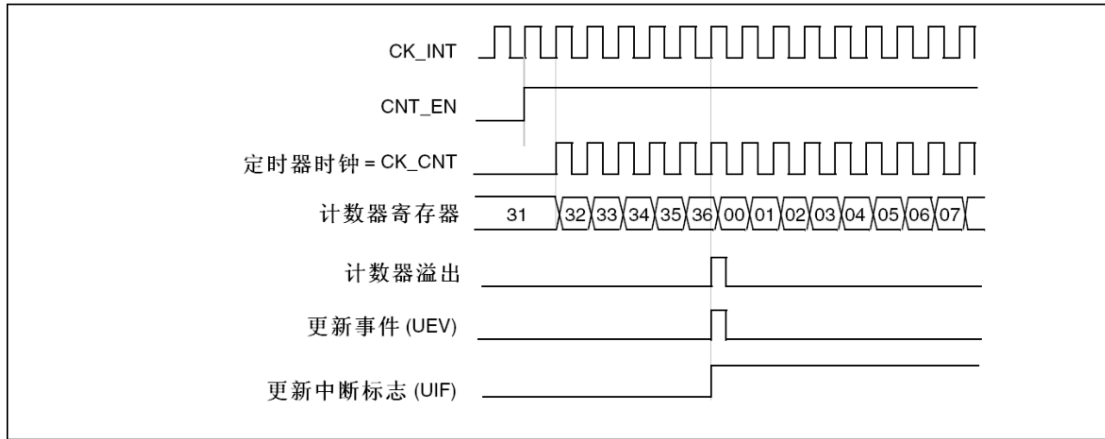 CK_INT
CNT_EN
定时器时钟 = CK_CNT
计数器寄存器 31 32 33 34 35 36 00 01 02 03 04 05 06 07
计数器溢出
更新事件 (UEV)
更新中断标志 (UIF)